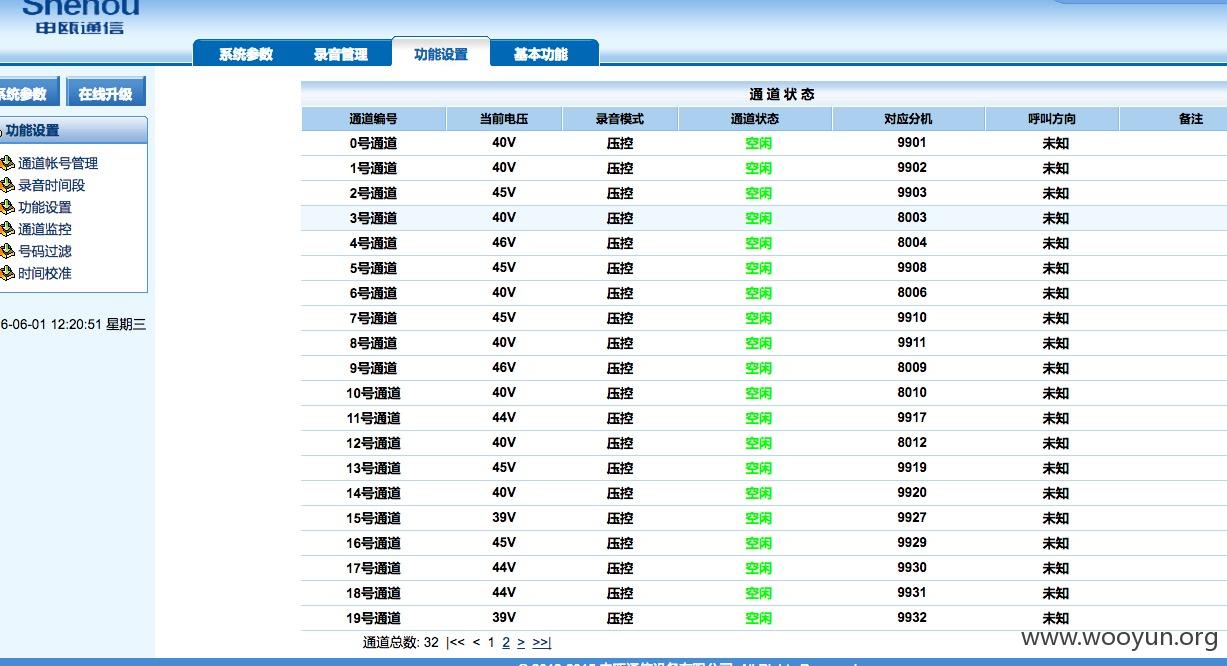 Shenou
申瓯通信
系统参数 录音管理 功能设置 基本功能
系统参数 在线升级
功能设置
通道帐号管理
录音时间段
功能设置
通道监控
号码过滤
时间校准
6-06-01 12:20:51 星期三
通道状态
通道编号 当前电压 录音模式 通道状态 对应分机 呼叫方向 备注
0号通道 40V 压控 空闲 9901 未知
1号通道 40V 压控 空闲 9902 未知
2号通道 45V 压控 空闲 9903 未知
3号通道 40V 压控 空闲 8003 未知
4号通道 46V 压控 空闲 8004 未知
5号通道 45V 压控 空闲 9908 未知
6号通道 40V 压控 空闲 8006 未知
7号通道 45V 压控 空闲 9910 未知
8号通道 40V 压控 空闲 9911 未知
9号通道 46V 压控 空闲 8009 未知
10号通道 40V 压控 空闲 8010 未知
11号通道 44V 压控 空闲 9917 未知
12号通道 40V 压控 空闲 8012 未知
13号通道 45V 压控 空闲 9919 未知
14号通道 40V 压控 空闲 9920 未知
15号通道 39V 压控 空闲 9927 未知
16号通道 45V 压控 空闲 9929 未知
17号通道 44V 压控 空闲 9930 未知
18号通道 44V 压控 空闲 9931 未知
19号通道 39V 压控 空闲 9932 未知
通道总数: 32 |<< < 1 2 > >>|
www.wooyun.org